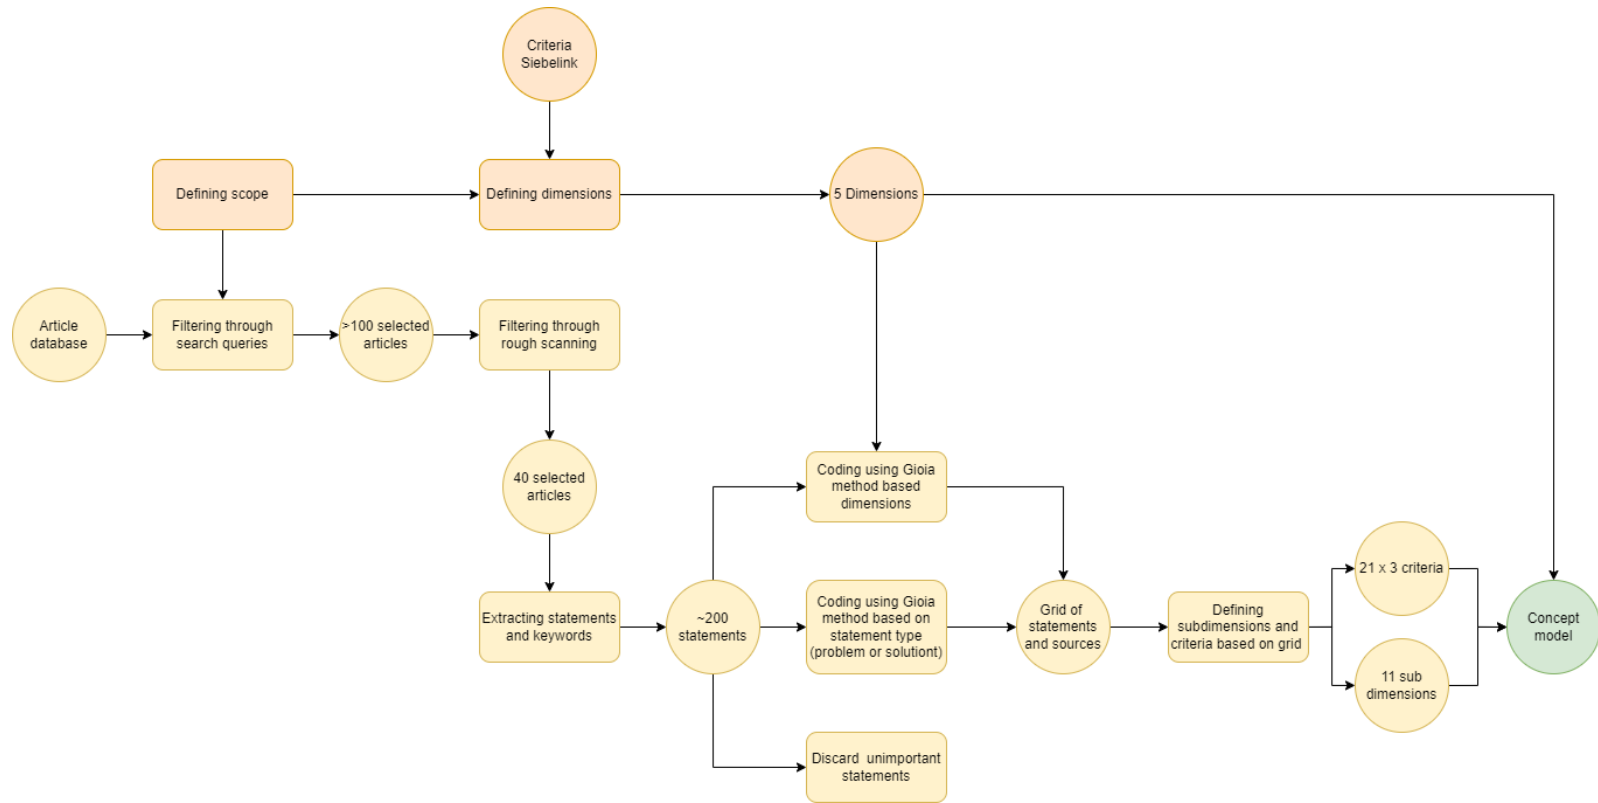 Criteria
Siebelink
Defining scope
Defining dimensions
5 Dimensions
Article
database
Filtering through
search queries
>100 selected
articles
Filtering through
rough scanning
40 selected
articles
Coding using Gioia
method based
dimensions
Extracting statements
and keywords
~200
statements
Coding using Gioia
method based on
statement type
(problem or solutiont)
Grid of
statements
and sources
Defining
subdimensions and
criteria based on grid
21 x 3 criteria
11 sub
dimensions
Concept
model
Discard  unimportant
statements